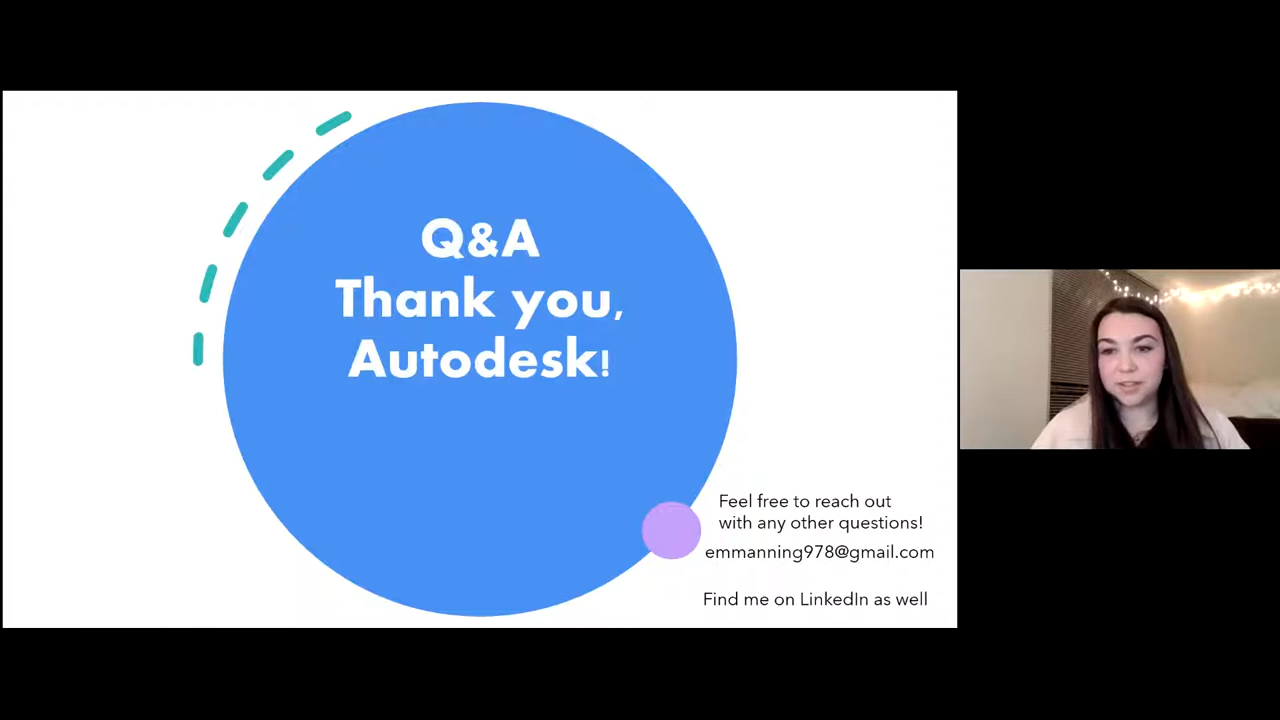 Q&A
Thank you,
Autodesk!
Feel free to reach out
with any other questions!
emmanning978@gmail.com
Find me on LinkedIn as well